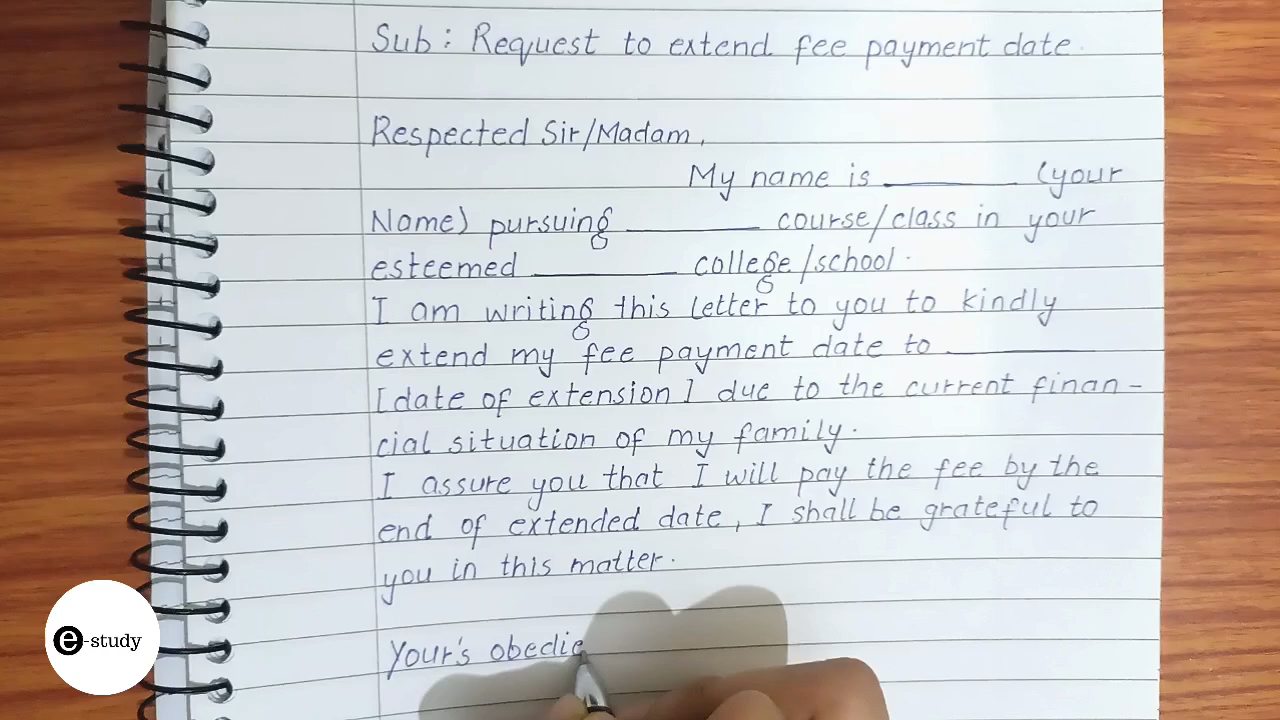 Sub: Request to extend fee payment date.
Respected Sir/Madam,
My name is ________ (your
Name) pursuing ________ course/class in your
esteemed ________ college/school.
I am writing this letter to you to kindly
extend my fee payment date to ________
[date of extension] due to the current finan-
cial situation of my family.
I assure you that I will pay the fee by the
end of extended date, I shall be grateful to
you in this matter.
Your's obedie
e-study